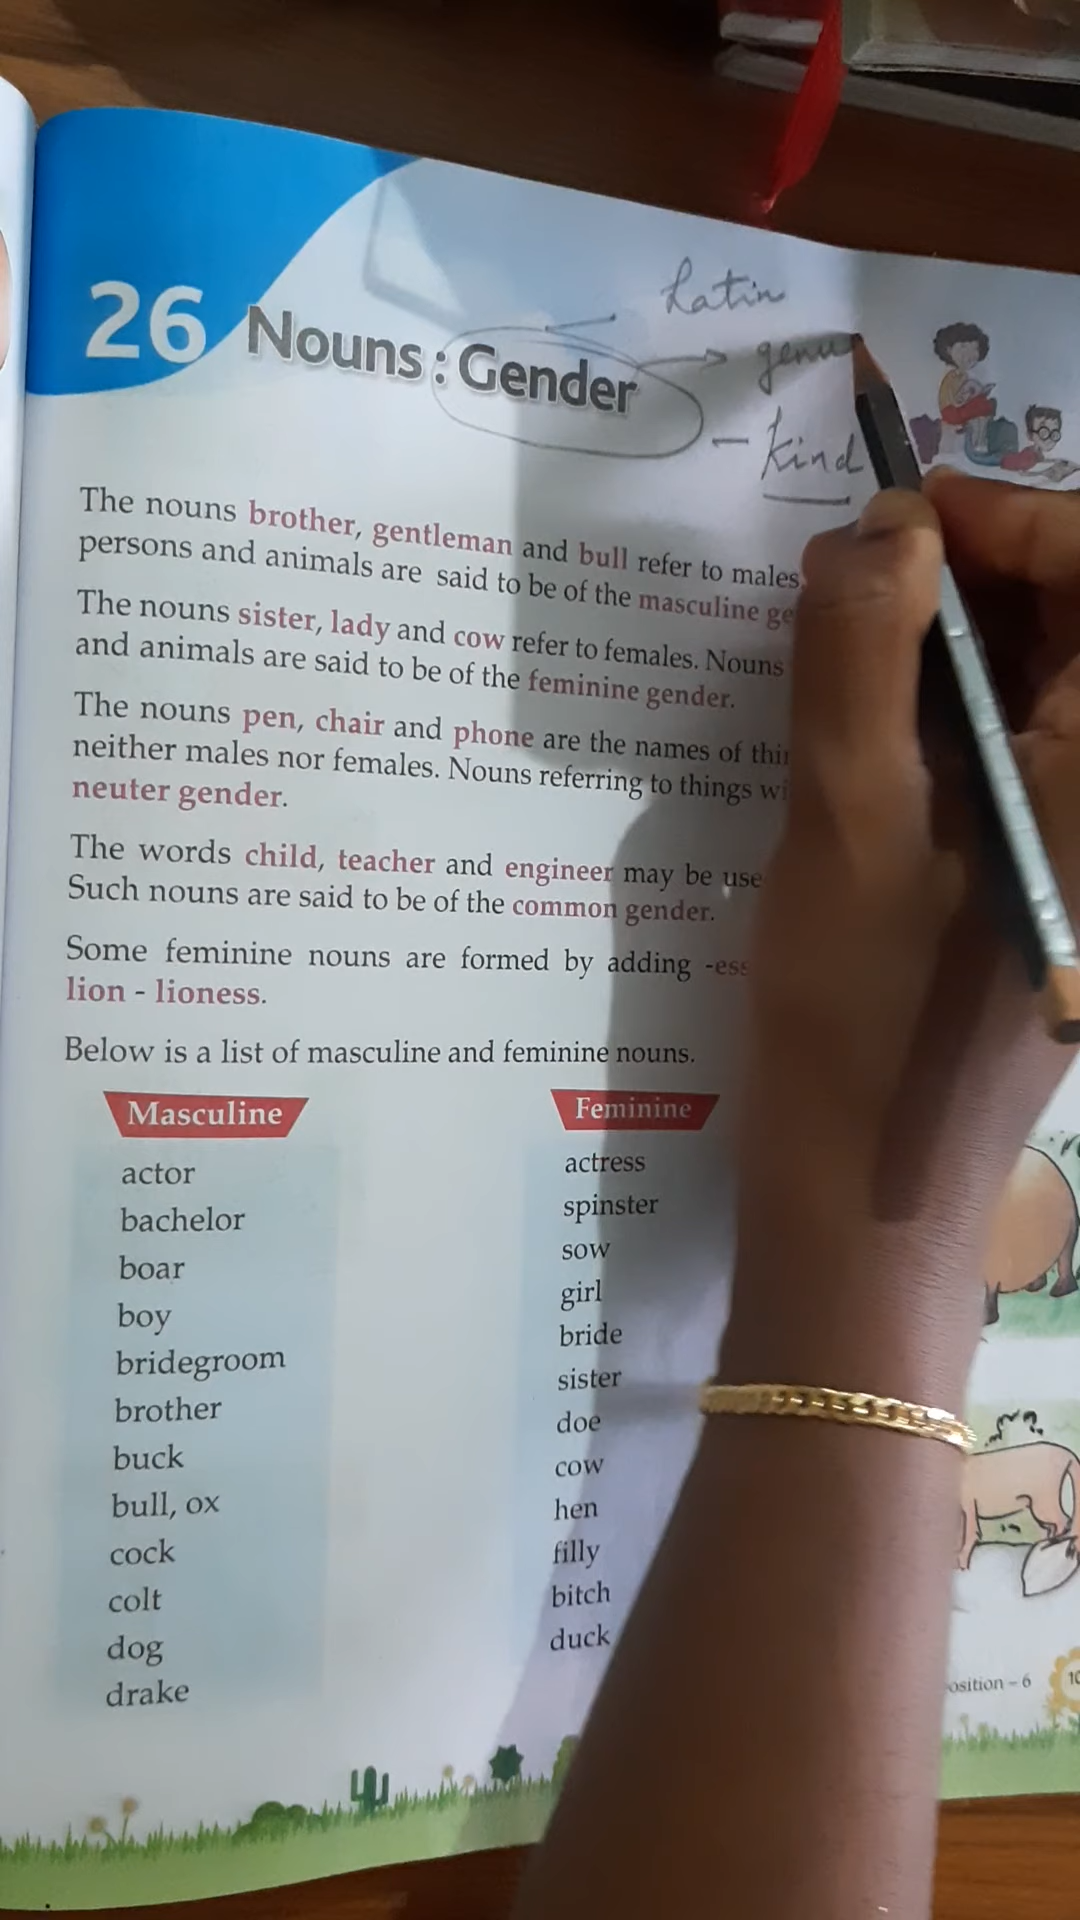 Latin
26 Nouns : Gender
genu
– Kind
The nouns brother, gentleman and bull refer to males.
persons and animals are said to be of the masculine
The nouns sister, lady and cow refer to females. Nouns
and animals are said to be of the feminine gender.
The nouns pen, chair and phone are the names of
neither males nor females. Nouns referring to things
neuter gender.
The words child, teacher and engineer may be
Such nouns are said to be of the common gender.
Some feminine nouns are formed by adding -ess
lion - lioness.
Below is a list of masculine and feminine nouns.
Masculine Feminine
actor actress
bachelor spinster
boar sow
boy girl
bridegroom bride
brother sister
buck doe
bull, ox cow
cock hen
colt filly
dog bitch
drake duck
osition – 6 10